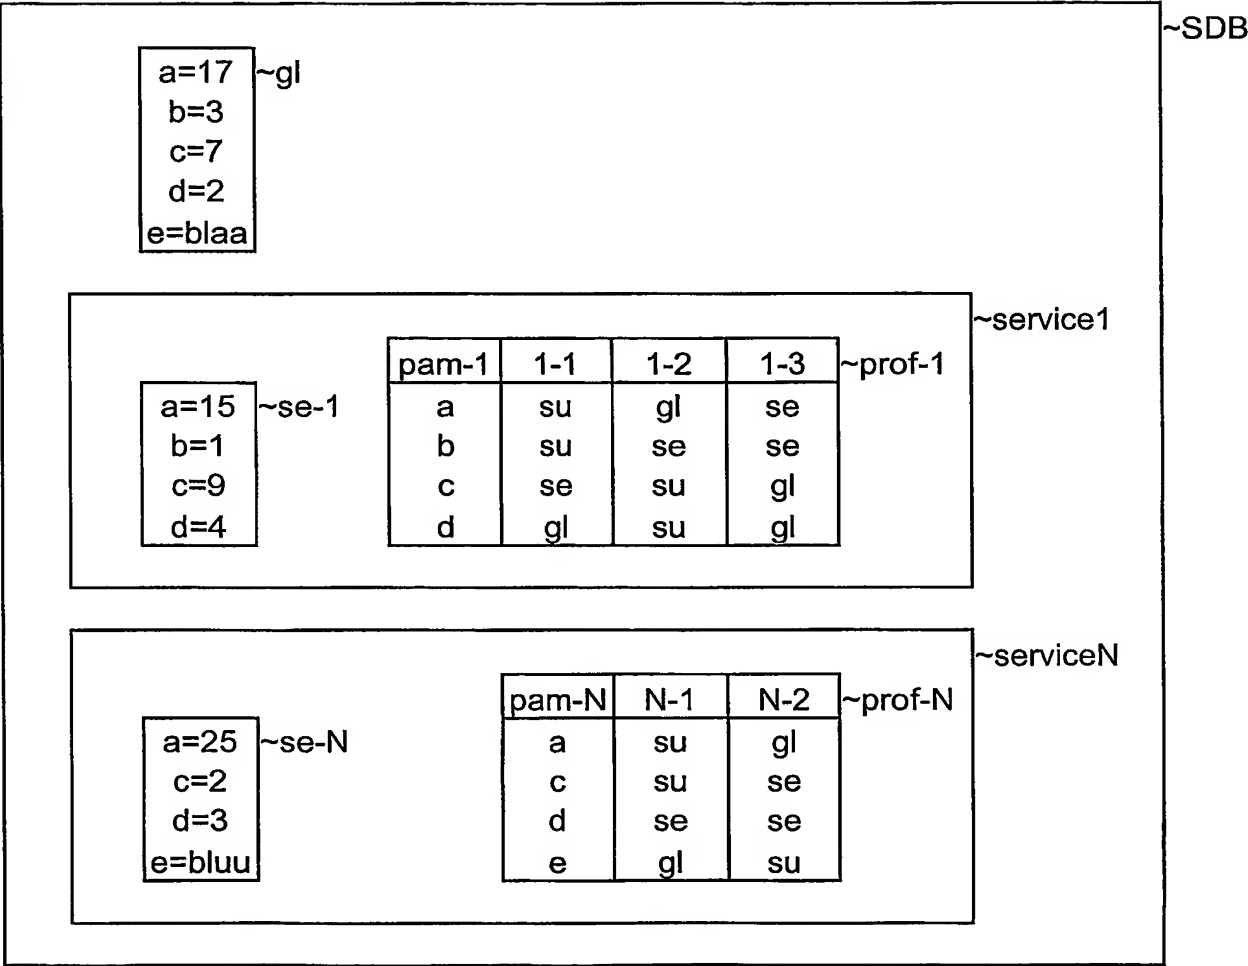 ~SDB
a=17 ~gl
b=3
c=7
d=2
e=blaa
~service1
pam-1 1-1 1-2 1-3 ~prof-1
a=15 ~se-1 a su gl se
b=1 b su se se
c=9 c se su gl
d=4 d gl su gl
~serviceN
pam-N N-1 N-2 ~prof-N
a=25 ~se-N a su gl
c=2 c su se
d=3 d se se
e=bluu e gl su